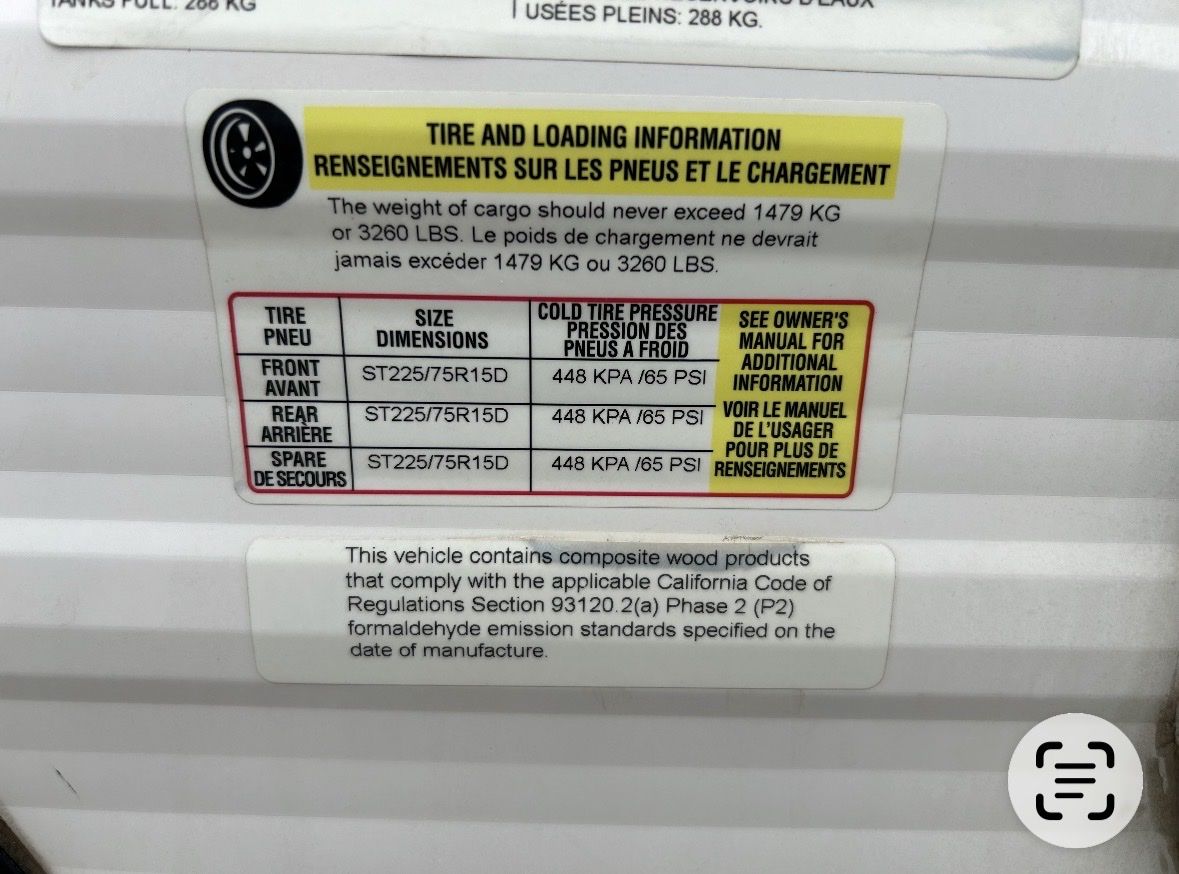 TANKS FULL: 288 KG
USÉES PLEINS: 288 KG.
TIRE AND LOADING INFORMATION
RENSEIGNEMENTS SUR LES PNEUS ET LE CHARGEMENT
The weight of cargo should never exceed 1479 KG
or 3260 LBS. Le poids de chargement ne devrait
jamais excéder 1479 KG ou 3260 LBS.
TIRE
PNEU
SIZE
DIMENSIONS
COLD TIRE PRESSURE
PRESSION DES
PNEUS A FROID
FRONT
AVANT
ST225/75R15D
448 KPA /65 PSI
REAR
ARRIÈRE
ST225/75R15D
448 KPA /65 PSI
SPARE
DE SECOURS
ST225/75R15D
448 KPA /65 PSI
SEE OWNER'S
MANUAL FOR
ADDITIONAL
INFORMATION
VOIR LE MANUEL
DE L'USAGER
POUR PLUS DE
RENSEIGNEMENTS
This vehicle contains composite wood products
that comply with the applicable California Code of
Regulations Section 93120.2(a) Phase 2 (P2)
formaldehyde emission standards specified on the
date of manufacture.